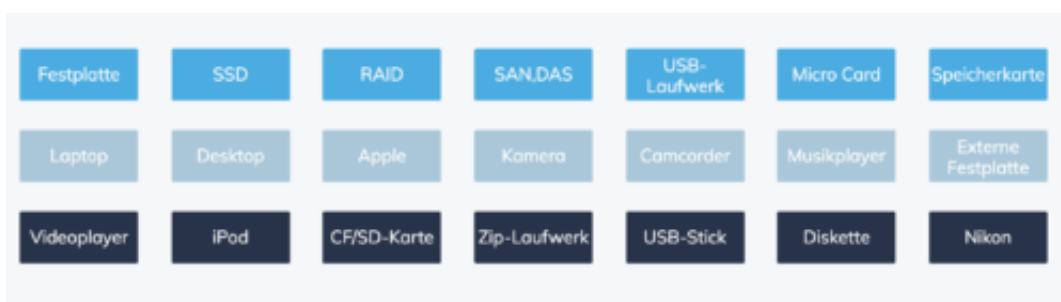 Festplatte
SSD
RAID
SAN,DAS
USB-
Laufwerk
Micro Card
Speicherkarte
Laptop
Desktop
Apple
Kamera
Camcorder
Musikplayer
Externe
Festplatte
Videoplayer
iPod
CF/SD-Karte
Zip-Laufwerk
USB-Stick
Diskette
Nikon